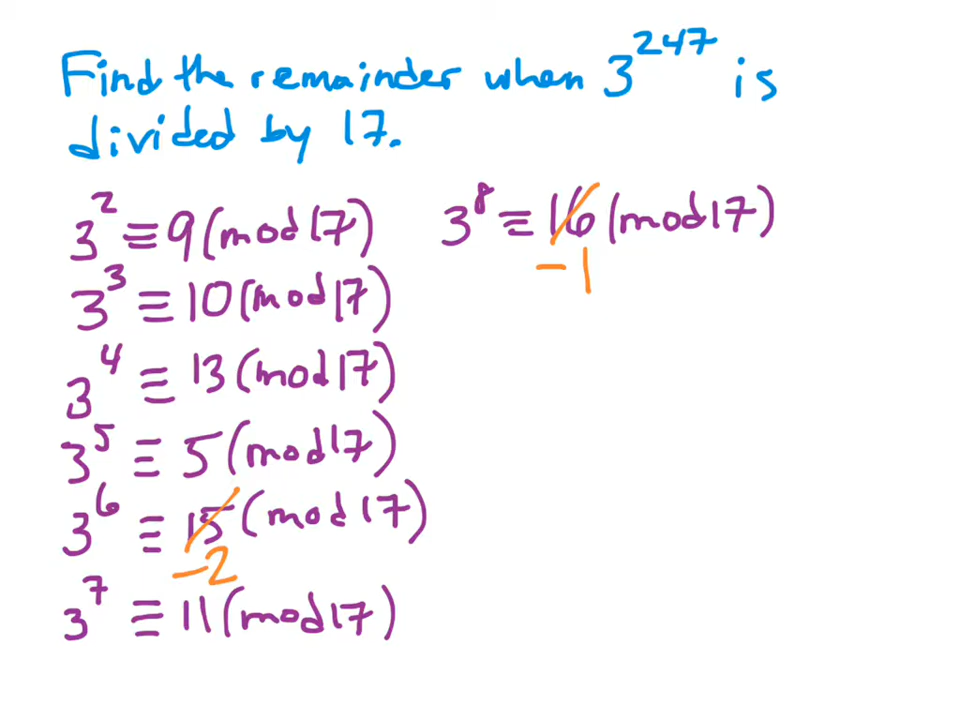 Find the remainder when 3^247 is
divided by 17.
3^2 ≡ 9 (mod 17)
3^3 ≡ 10 (mod 17)
3^4 ≡ 13 (mod 17)
3^5 ≡ 5 (mod 17)
3^6 ≡ 15 (mod 17)
-2
3^7 ≡ 11 (mod 17)
3^8 ≡ 16 (mod 17)
-1